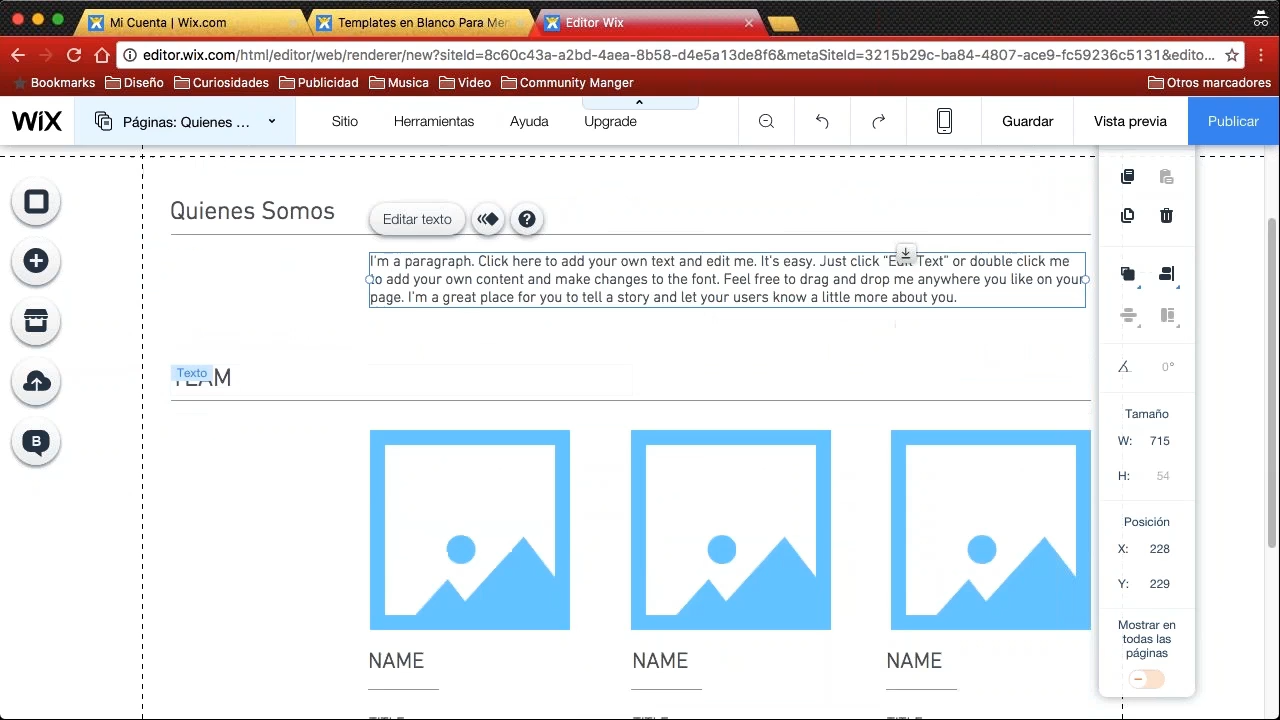 Mi Cuenta | Wix.com
Templates en Blanco Para Mer
Editor Wix
editor.wix.com/html/editor/web/renderer/new?siteId=8c60c43a-a2bd-4aea-8b58-d4e5a13de8f6&metaSiteId=3215b29c-ba84-4807-ace9-fc59236c5131&edito...
Bookmarks Diseño Curiosidades Publicidad Musica Video Community Manger Otros marcadores
WiX Páginas: Quienes ... Sitio Herramientas Ayuda Upgrade Guardar Vista previa Publicar
Quienes Somos
Editar texto
?
I'm a paragraph. Click here to add your own text and edit me. It's easy. Just click "Edit Text" or double click me
to add your own content and make changes to the font. Feel free to drag and drop me anywhere you like on your
page. I'm a great place for you to tell a story and let your users know a little more about you.
Texto
TEAM
B
NAME
NAME
NAME
0°
Tamaño
W: 715
H: 54
Posición
X: 228
Y: 229
Mostrar en
todas las
páginas